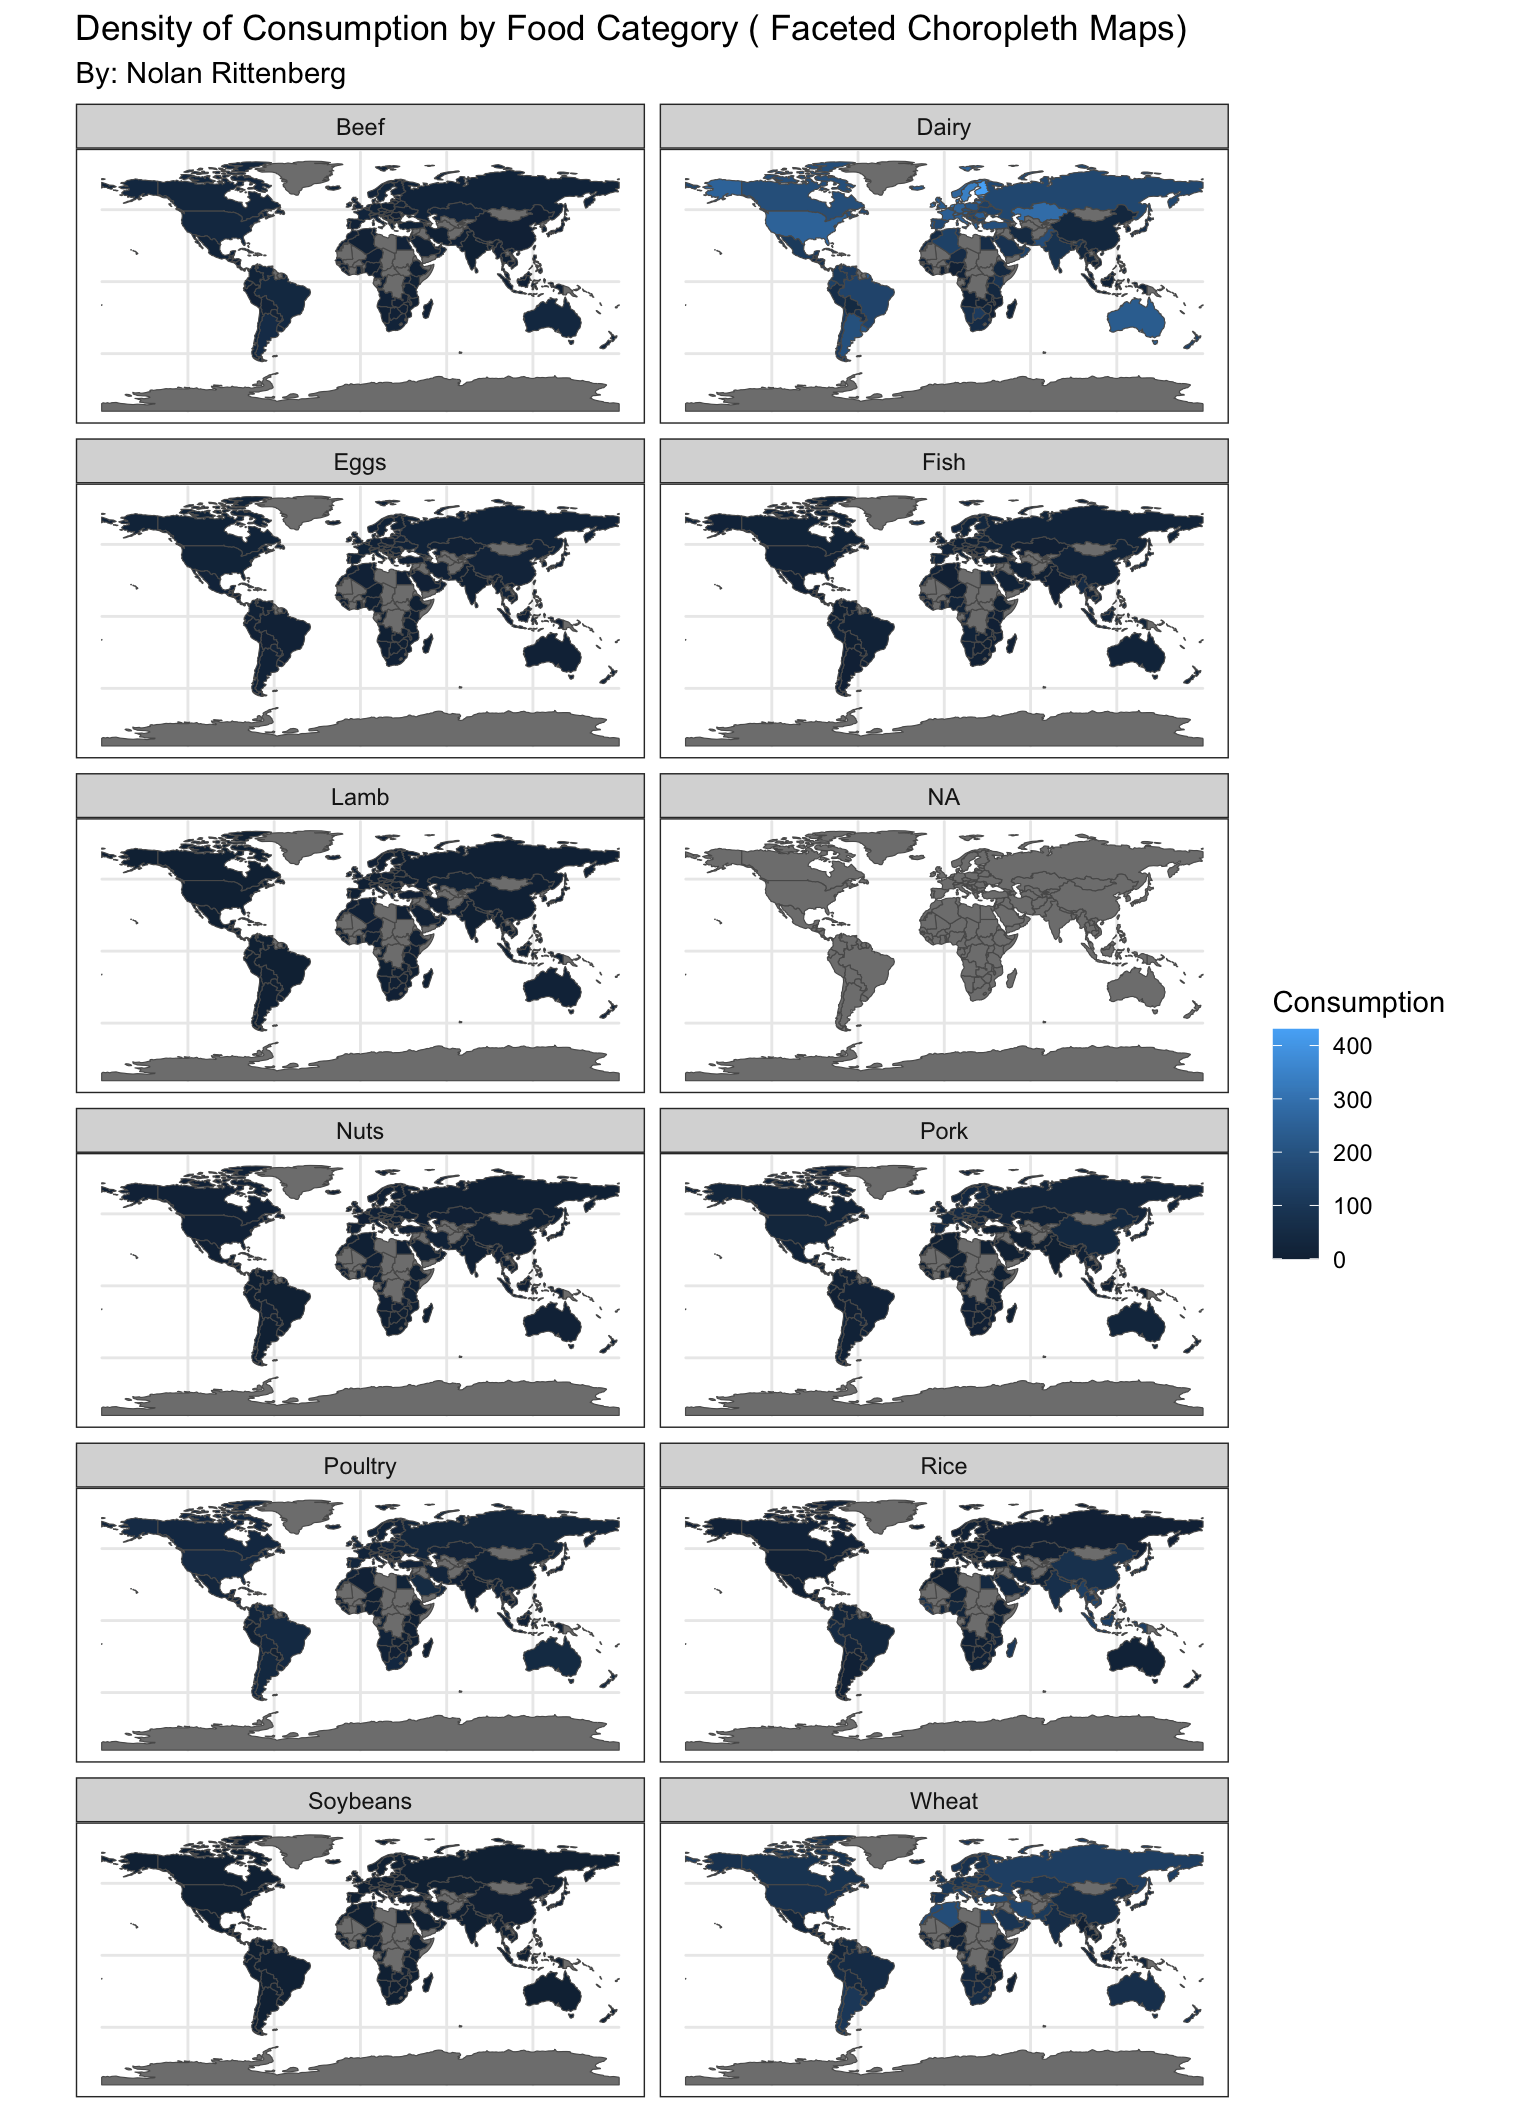 Density of Consumption by Food Category ( Faceted Choropleth Maps)
By: Nolan Rittenberg
Beef
Dairy
Eggs
Fish
Lamb
NA
Nuts
Pork
Poultry
Rice
Soybeans
Wheat
Consumption
400
300
200
100
0